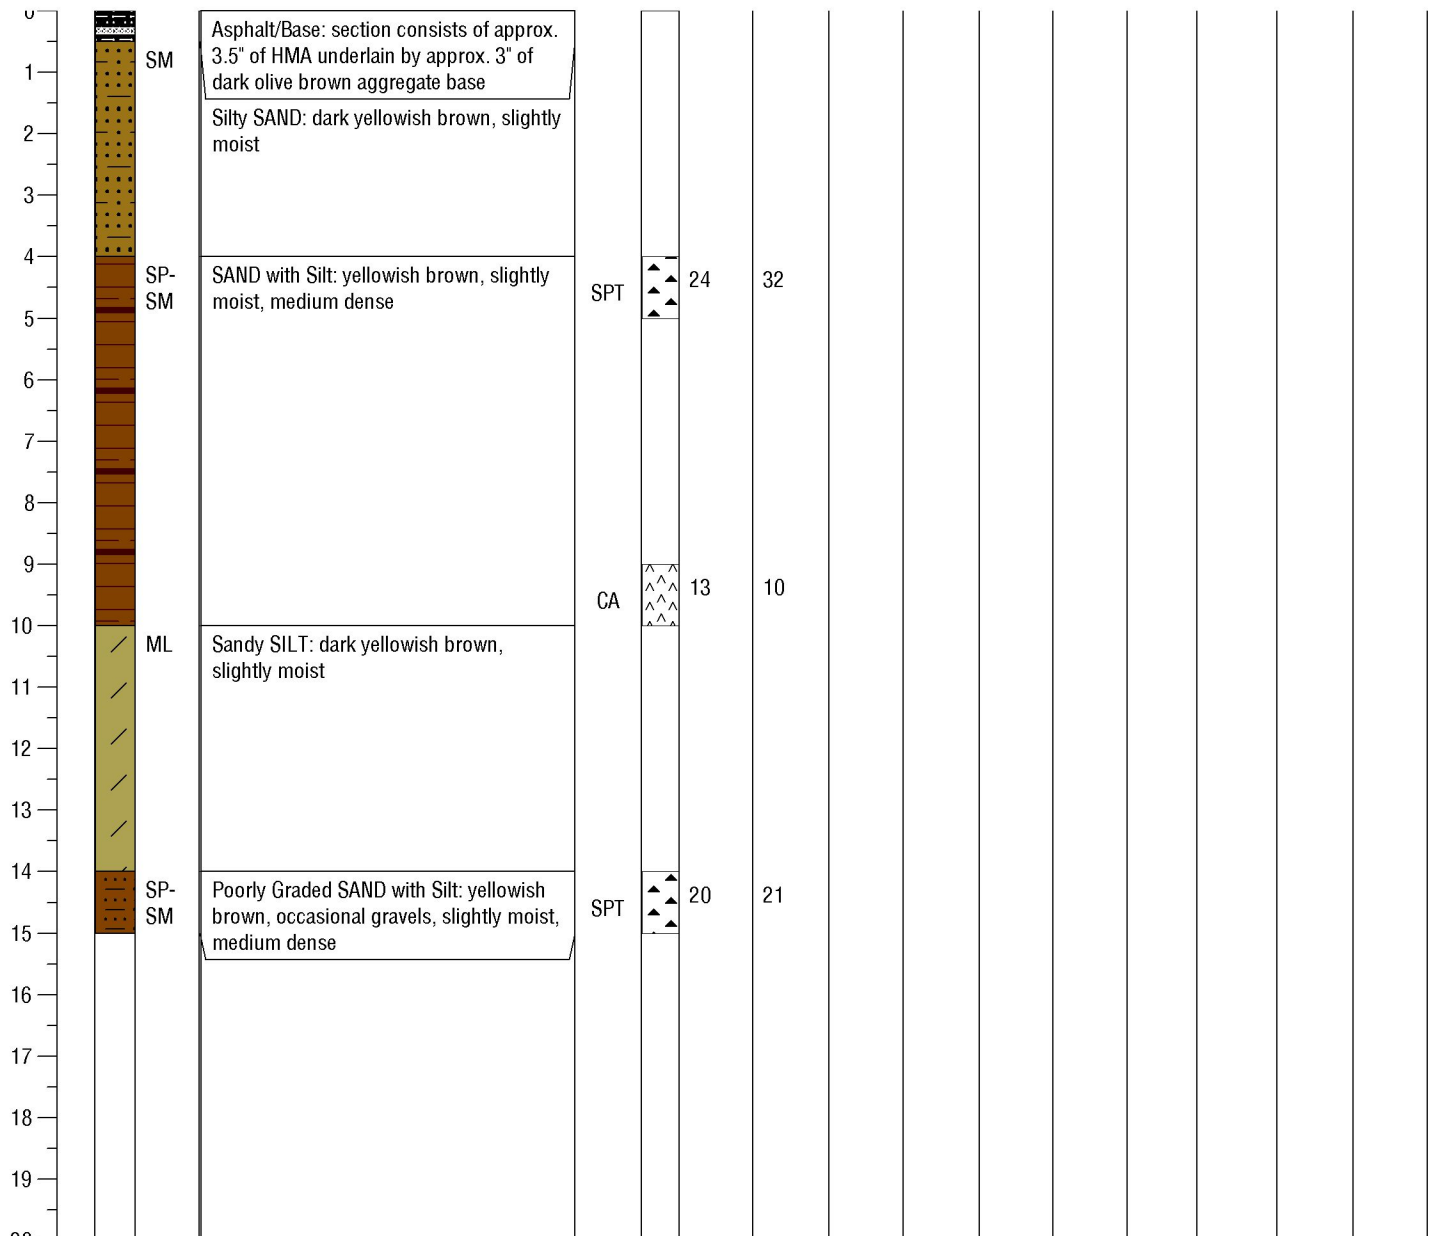 0
Asphalt/Base: section consists of approx.
3.5" of HMA underlain by approx. 3" of
dark olive brown aggregate base
SM
1
Silty SAND: dark yellowish brown, slightly
moist
2
3
4
SP-
SM
SAND with Silt: yellowish brown, slightly
moist, medium dense
SPT
24
32
5
6
7
8
9
CA
13
10
10
ML
Sandy SILT: dark yellowish brown,
slightly moist
11
12
13
14
SP-
SM
Poorly Graded SAND with Silt: yellowish
brown, occasional gravels, slightly moist,
medium dense
SPT
20
21
15
16
17
18
19